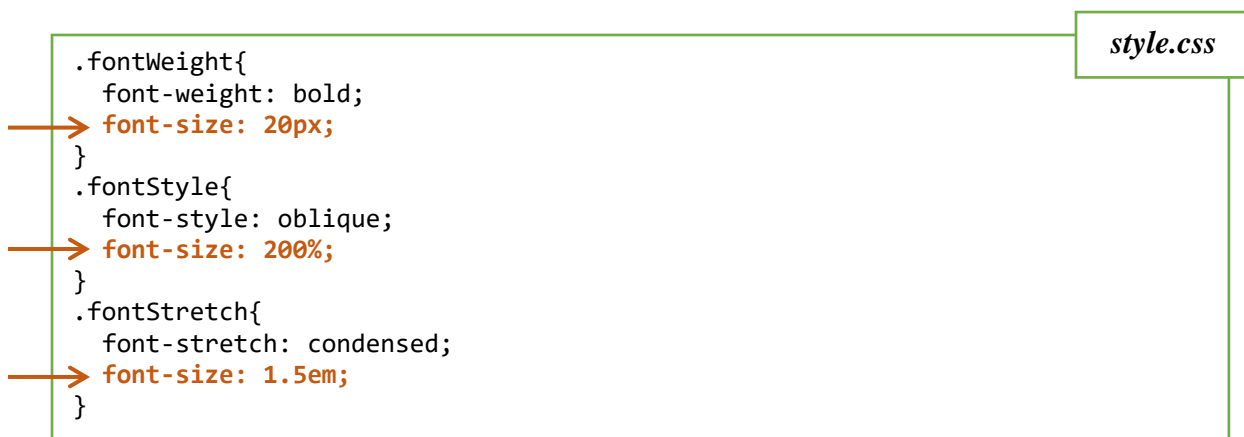 style.css
.fontWeight{
  font-weight: bold;
  font-size: 20px;
}
.fontStyle{
  font-style: oblique;
  font-size: 200%;
}
.fontStretch{
  font-stretch: condensed;
  font-size: 1.5em;
}